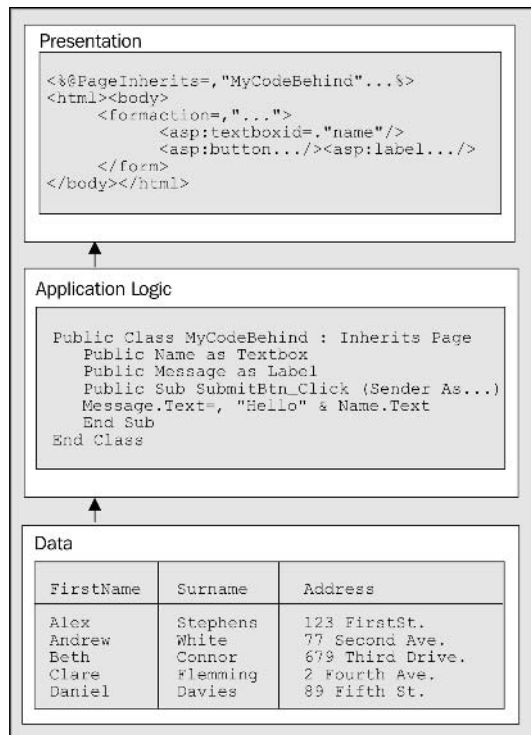 Presentation
<%@PageInherits=,"MyCodeBehind"...%>
<html><body>
<formaction=,"...">
<asp:textboxid=."name"/>
<asp:button.../><asp:label.../>
</form>
</body></html>
Application Logic
Public Class MyCodeBehind : Inherits Page
Public Name as Textbox
Public Message as Label
Public Sub SubmitBtn_Click (Sender As...)
Message.Text=, "Hello" & Name.Text
End Sub
End Class
Data
FirstName Surname Address
Alex Stephens 123 FirstSt.
Andrew White 77 Second Ave.
Beth Connor 679 Third Drive.
Clare Flemming 2 Fourth Ave.
Daniel Davies 89 Fifth St.